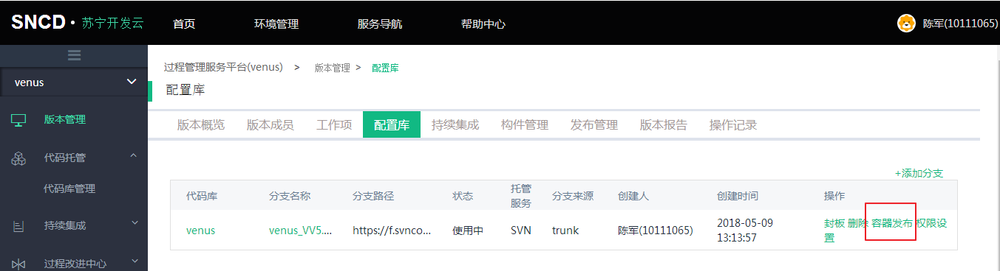 SNCD · 苏宁开发云 首页 环境管理 服务导航 帮助中心 陈军(10111065)
venus
版本管理
代码托管
代码库管理
持续集成
过程改进中心
过程管理服务平台(venus) > 版本管理 > 配置库
配置库
版本概览 版本成员 工作项 配置库 持续集成 构件管理 发布管理 版本报告 操作记录
+添加分支
代码库 分支名称 分支路径 状态 托管服务 分支来源 创建人 创建时间 操作
venus venus_VV5.... https://f.svnco... 使用中 SVN trunk 陈军(10111065) 2018-05-09 13:13:57 封板 删除 容器发布 权限设置